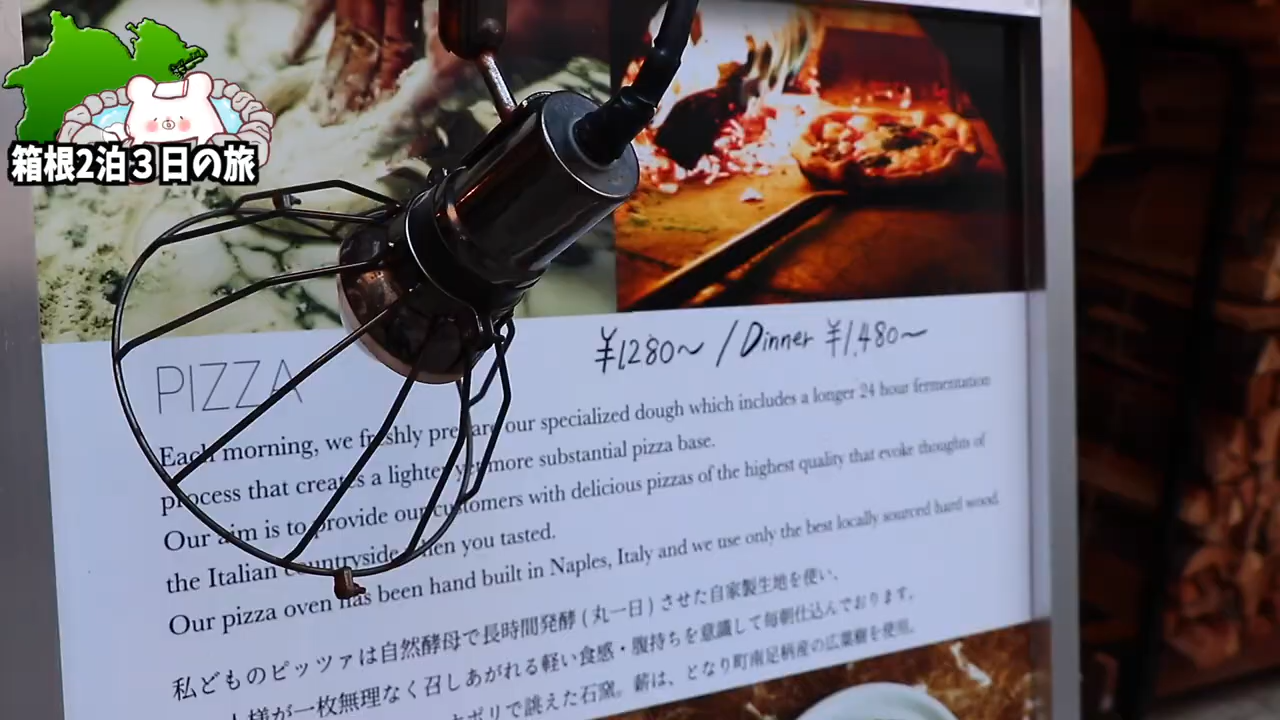 箱根2泊3日の旅
¥1280～ / Dinner ¥1,480～
PIZZA
Each morning, we freshly prepare our specialized dough which includes a longer 24 hour fermentation
process that creates a lighter yet more substantial pizza base.
Our aim is to provide our customers with delicious pizzas of the highest quality that evoke thoughts of
the Italian countryside when you tasted.
Our pizza oven has been hand built in Naples, Italy and we use only the best locally sourced hard wood.
私どものピッツァは自然酵母で長時間発酵(丸一日)させた自家製生地を使い、
人様が一枚無理なく召しあがれる軽い食感・腹持ちを意識して毎朝仕込んでおります。
ポリで誂えた石窯。薪は、となり町南足柄産の広葉樹を使用。